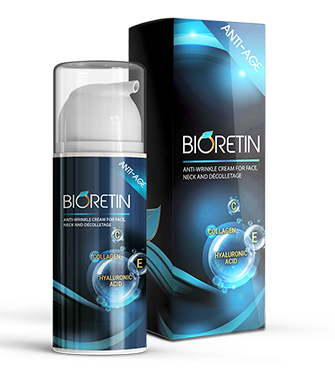 ANTI-AGE
BIORETIN
ANTI-WRINKLE CREAM FOR FACE,
NECK AND DÉCOLLETAGE
C
COLLAGEN
E
HYALURONIC
ACID
ANTI-AGE
BIORETIN
ANTI-WRINKLE CREAM FOR FACE,
NECK AND DÉCOLLETAGE
C
COLLAGEN
E
HYALURONIC
ACID